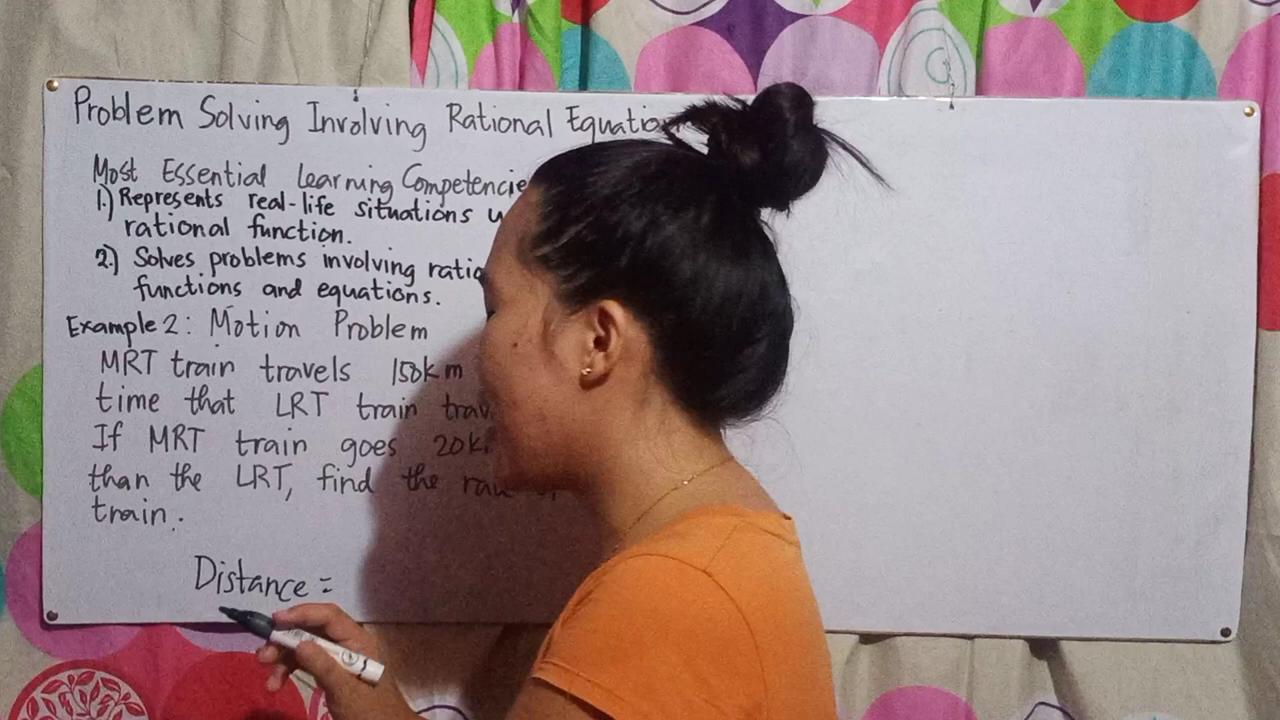 Problem Solving Involving Rational Equatio
Most Essential Learning Competencie
1.) Represents real-life situations
rational function.
2.) Solves problems involving ratio
functions and equations.
Example 2: Motion Problem
MRT train travels 150km
time that LRT train trav
If MRT train goes 20k
than the LRT, find the
train.
Distance =